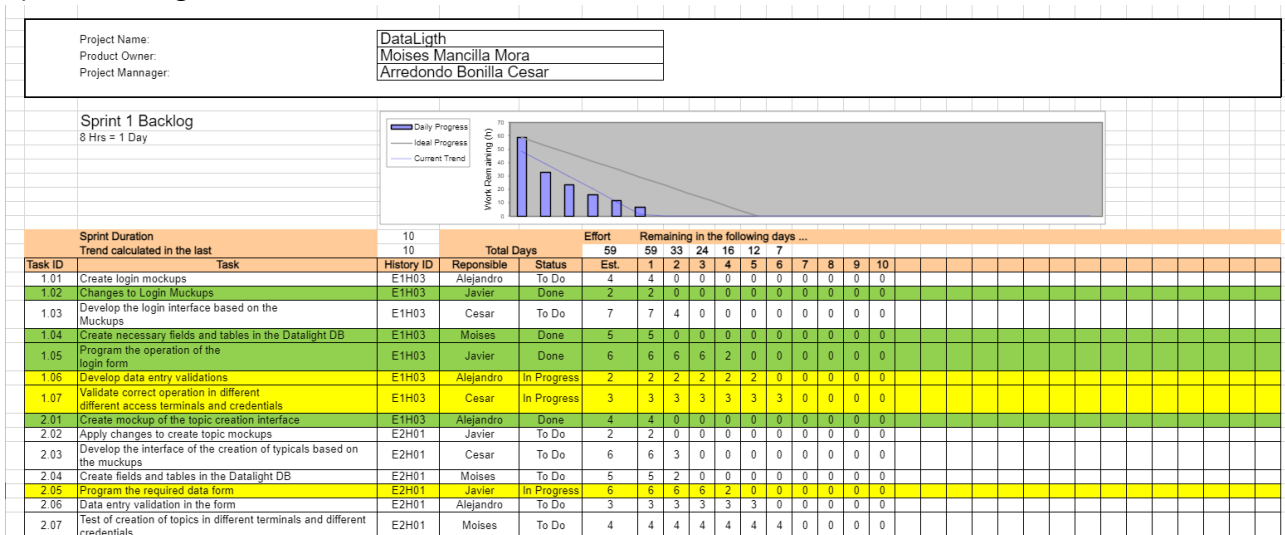 Project Name: DataLigth
Product Owner: Moises Mancilla Mora
Project Mannager: Arredondo Bonilla Cesar
Sprint 1 Backlog
8 Hrs = 1 Day
Daily Progress
Ideal Progress
Current Trend
Work Remaining (h)
70
60
50
40
30
20
10
0
Sprint Duration 10 Effort Remaining in the following days ...
Trend calculated in the last 10 Total Days 59 59 33 24 16 12 7
Task ID Task History ID Reponsible Status Est. 1 2 3 4 5 6 7 8 9 10
1.01 Create login mockups E1H03 Alejandro To Do 4 4 0 0 0 0 0 0 0 0 0
1.02 Changes to Login Muckups E1H03 Javier Done 2 2 0 0 0 0 0 0 0 0 0
1.03 Develop the login interface based on the
Muckups E1H03 Cesar To Do 7 7 4 0 0 0 0 0 0 0 0
1.04 Create necessary fields and tables in the Datalight DB E1H03 Moises Done 5 5 0 0 0 0 0 0 0 0 0
1.05 Program the operation of the
login form E1H03 Javier Done 6 6 6 6 2 0 0 0 0 0 0
1.06 Develop data entry validations E1H03 Alejandro In Progress 2 2 2 2 2 2 0 0 0 0 0
1.07 Validate correct operation in different
different access terminals and credentials E1H03 Cesar In Progress 3 3 3 3 3 3 3 0 0 0 0
2.01 Create mockup of the topic creation interface E1H03 Alejandro Done 4 4 0 0 0 0 0 0 0 0 0
2.02 Apply changes to create topic mockups E2H01 Javier To Do 2 2 0 0 0 0 0 0 0 0 0
2.03 Develop the interface of the creation of typicals based on
the muckups E2H01 Cesar To Do 6 6 3 0 0 0 0 0 0 0 0
2.04 Create fields and tables in the Datalight DB E2H01 Moises To Do 5 5 2 0 0 0 0 0 0 0 0
2.05 Program the required data form E2H01 Javier In Progress 6 6 6 6 2 0 0 0 0 0 0
2.06 Data entry validation in the form E2H01 Alejandro To Do 3 3 3 3 3 3 0 0 0 0 0
2.07 Test of creation of topics in different terminals and different
credentials E2H01 Moises To Do 4 4 4 4 4 4 4 0 0 0 0